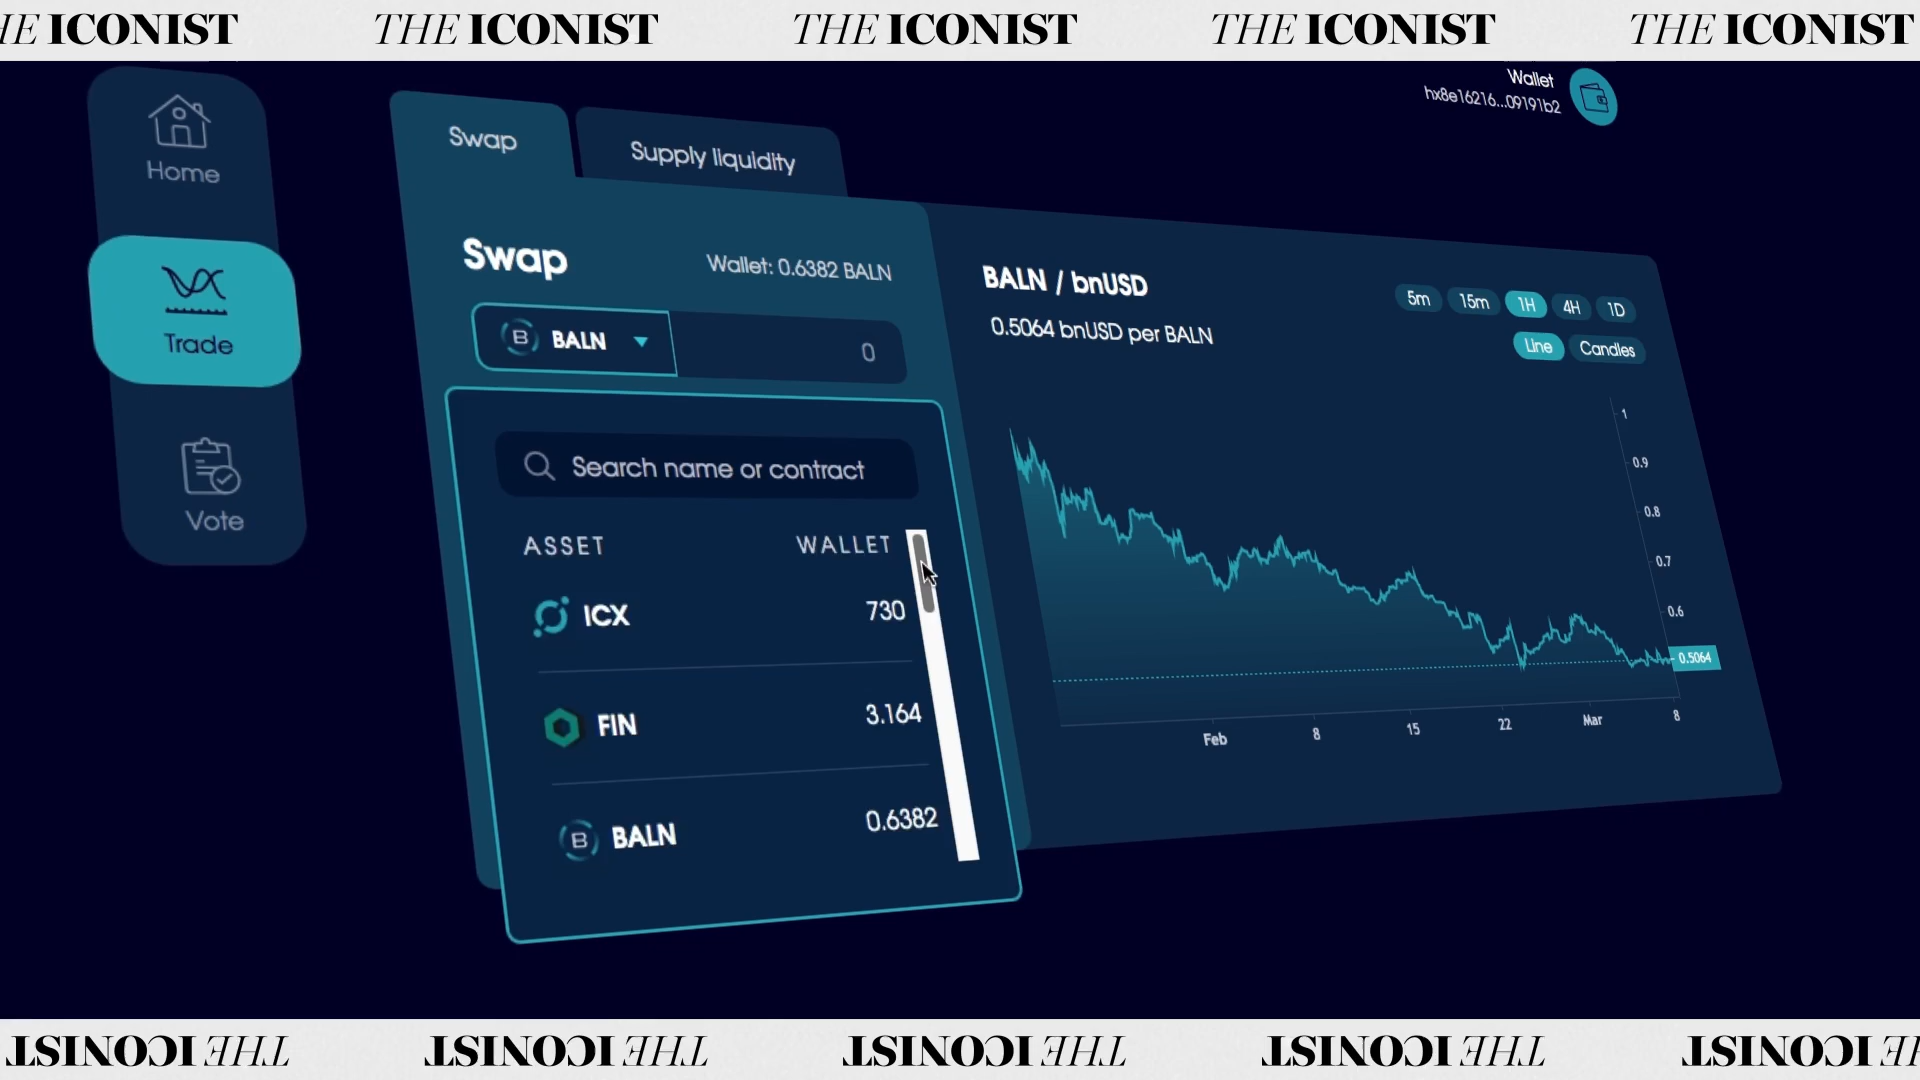 THE ICONIST THE ICONIST THE ICONIST THE ICONIST THE ICONIST
Wallet
hx8e16216...09191b2
Home
Trade
Vote
Swap
Supply liquidity
Swap
Wallet: 0.6382 BALN
B BALN
0
Search name or contract
ASSET WALLET
ICX 730
FIN 3.164
B BALN 0.6382
BALN / bnUSD
0.5064 bnUSD per BALN
5m 15m 1H 4H 1D
Line Candles
1
0.9
0.8
0.7
0.6
0.5064
Feb 8 15 22 Mar 8
THE ICONIST THE ICONIST THE ICONIST THE ICONIST THE ICONIST